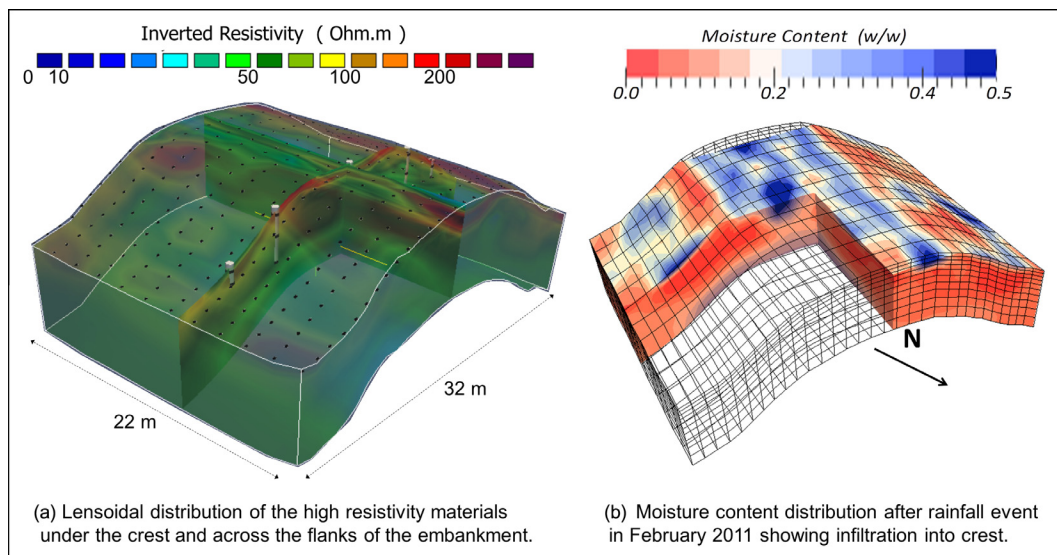 Inverted Resistivity ( Ohm.m )
0 10 50 100 200
22 m
32 m
(a) Lensoidal distribution of the high resistivity materials
under the crest and across the flanks of the embankment.
Moisture Content (w/w)
0.0 0.2 0.4 0.5
N
(b) Moisture content distribution after rainfall event
in February 2011 showing infiltration into crest.